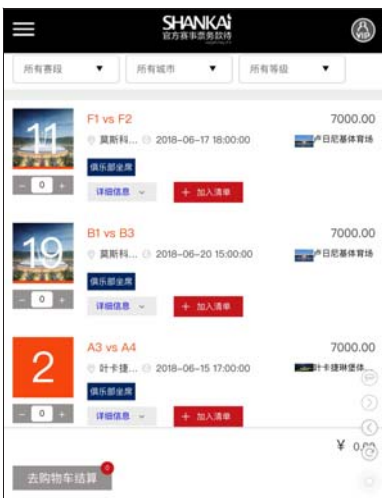 SHANKAI
官方赛事票务款待
VIP
所有赛段 ▼
所有城市 ▼
所有等级 ▼
11
F1 vs F2
7000.00
莫斯科... 2018-06-17 18:00:00
卢日尼基体育场
俱乐部坐席
- 0 +
详细信息
+ 加入清单
19
B1 vs B3
7000.00
莫斯科... 2018-06-20 15:00:00
卢日尼基体育场
俱乐部坐席
- 0 +
详细信息
+ 加入清单
2
A3 vs A4
7000.00
叶卡捷... 2018-06-15 17:00:00
叶卡捷琳堡体...
俱乐部坐席
- 0 +
详细信息
+ 加入清单
¥ 0.00
去购物车结算
0